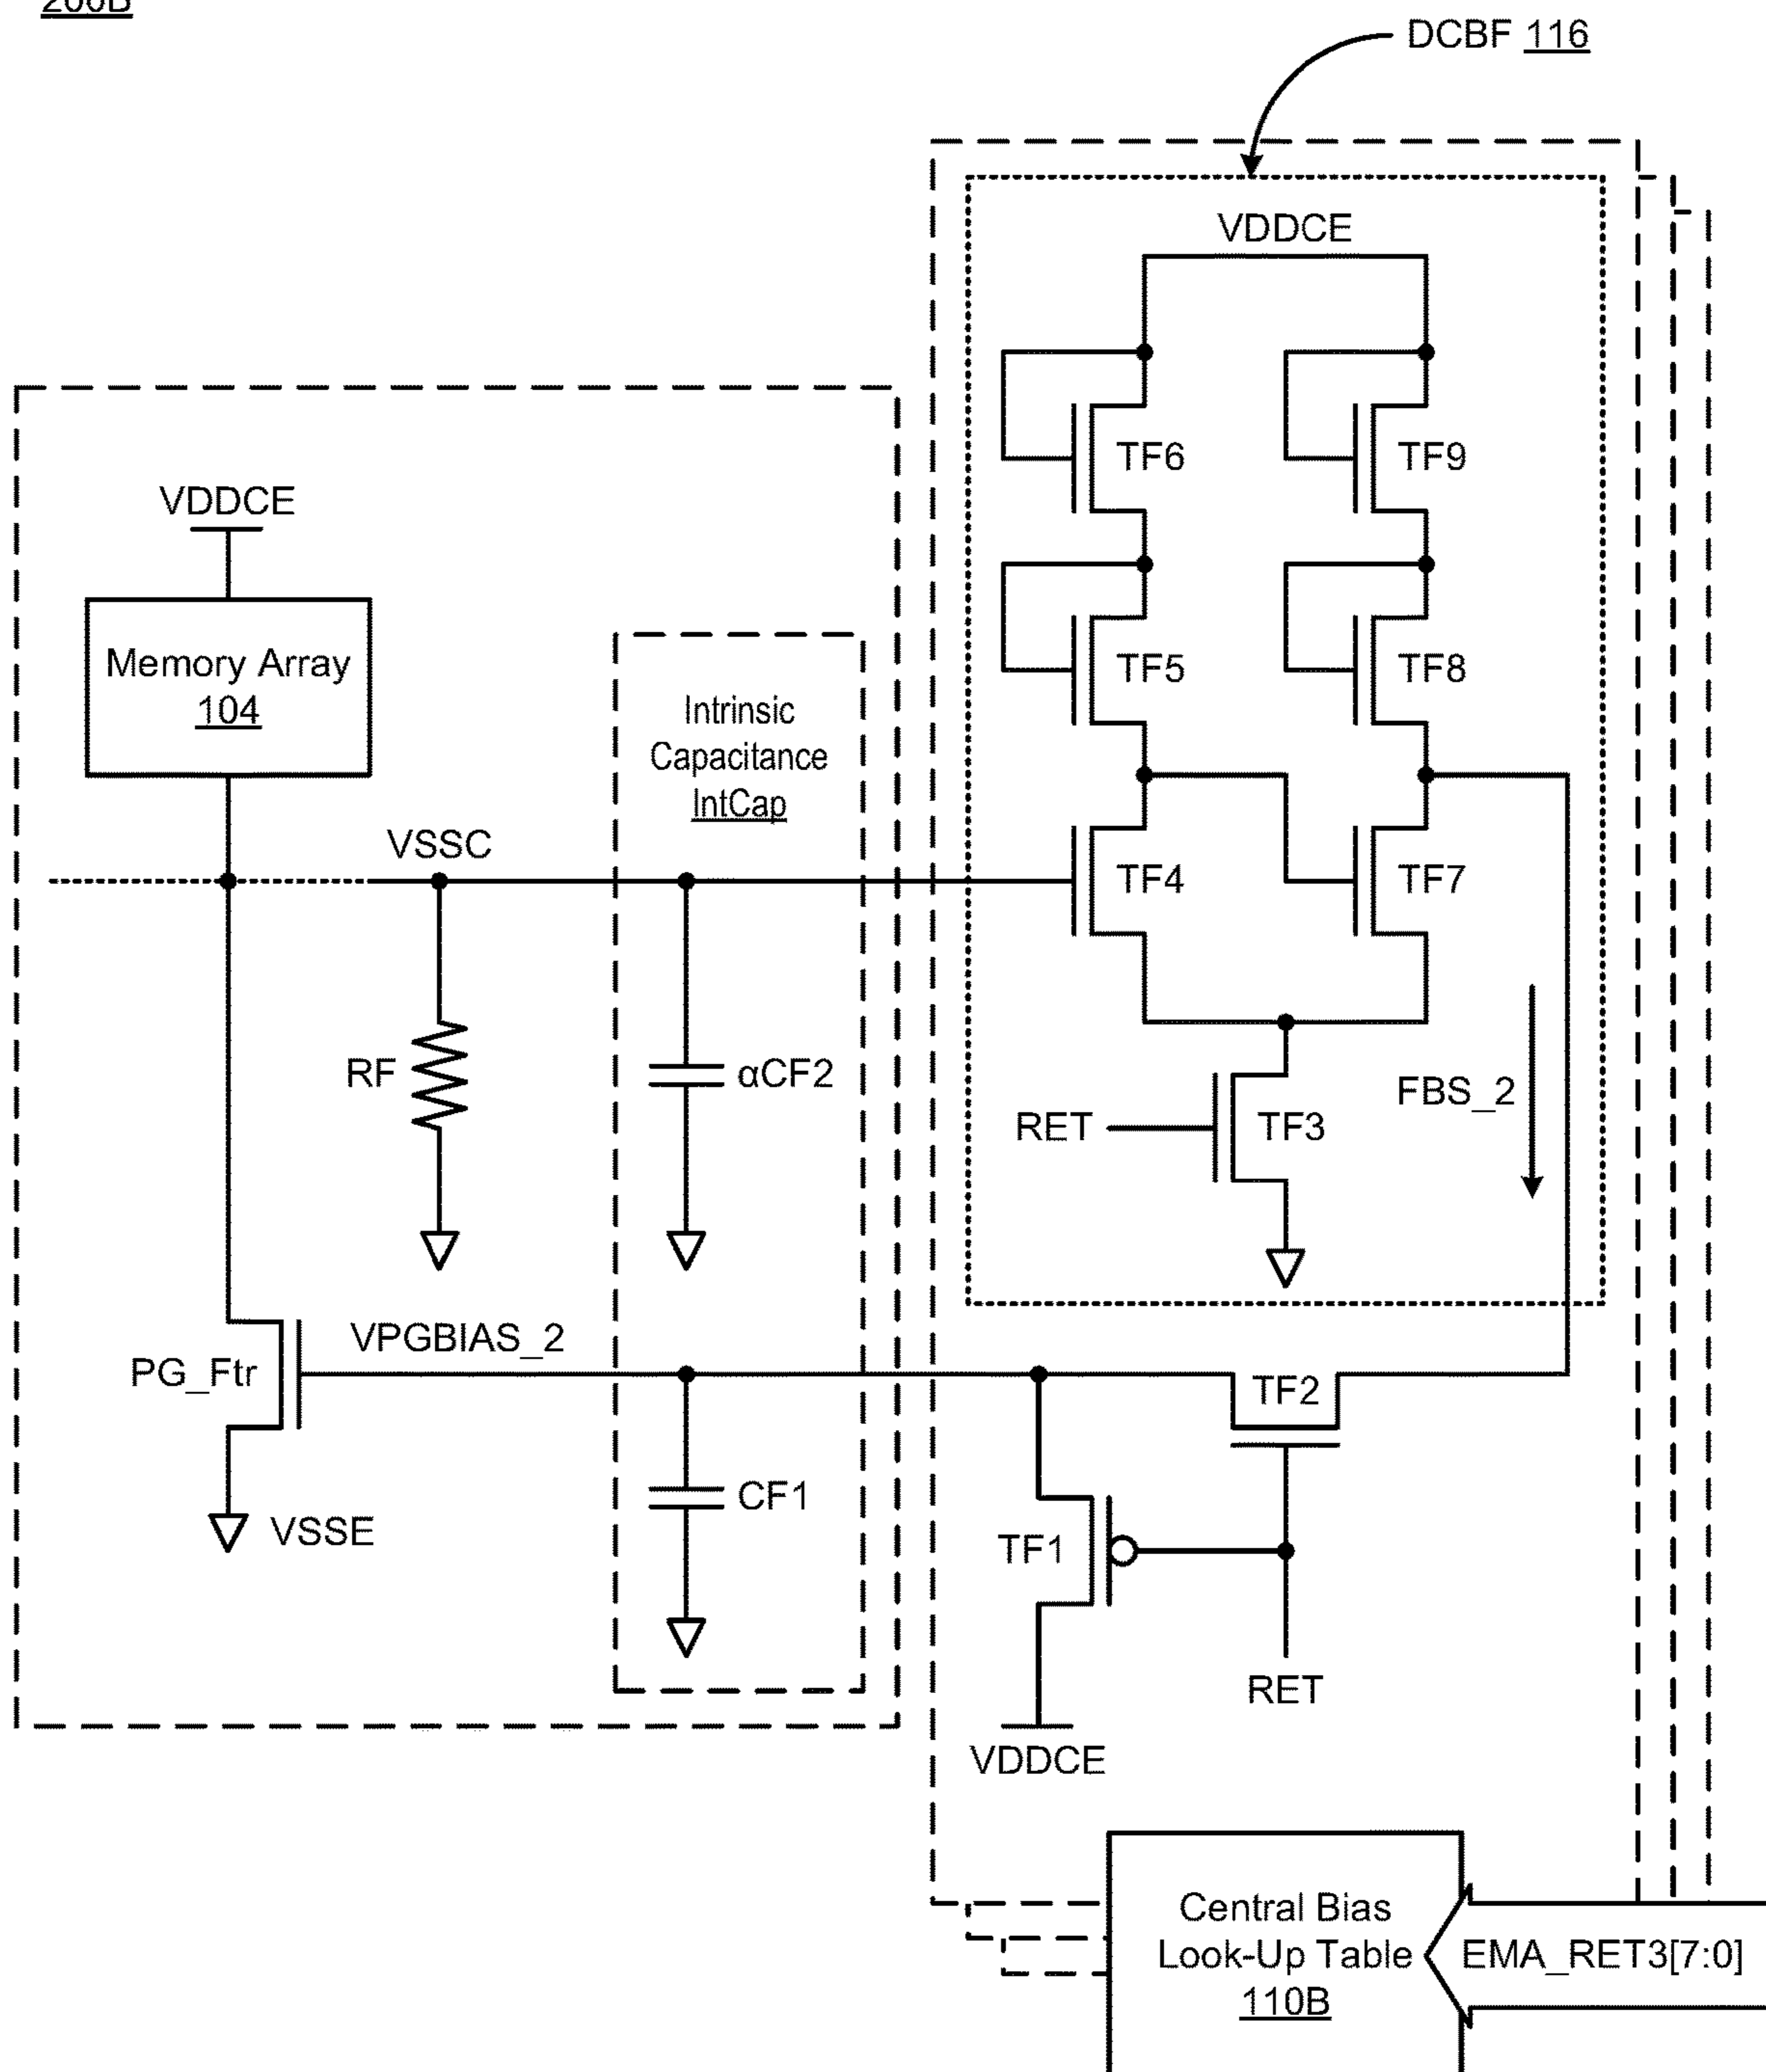 DCBF 116
VDDCE
TF6
TF9
VDDCE
TF5
TF8
Memory Array
104
Intrinsic
Capacitance
IntCap
VSSC
TF4
TF7
RF
αCF2
FBS_2
RET
TF3
VPGBIAS_2
PG_Ftr
TF2
CF1
VSSE
TF1
RET
VDDCE
Central Bias
Look-Up Table
110B
EMA_RET3[7:0]